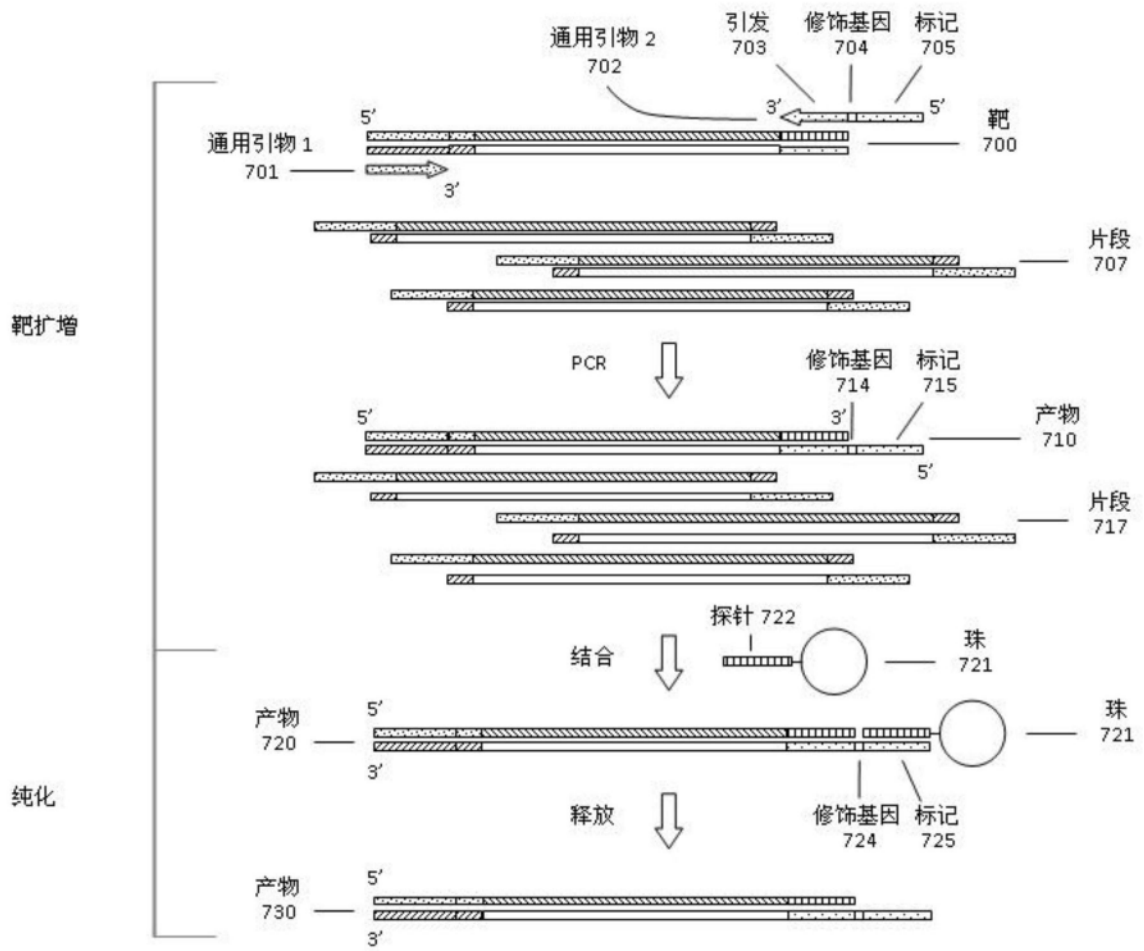 通用引物 2
702
引发
703
修饰基因
704
标记
705
5’
3’
5’
靶
700
通用引物 1
701
3’
片段
707
靶扩增
PCR
修饰基因
714
标记
715
5’
3’
产物
710
5’
片段
717
探针 722
结合
珠
721
5’
产物
720
珠
721
3’
纯化
释放
修饰基因
724
标记
725
5’
产物
730
3’